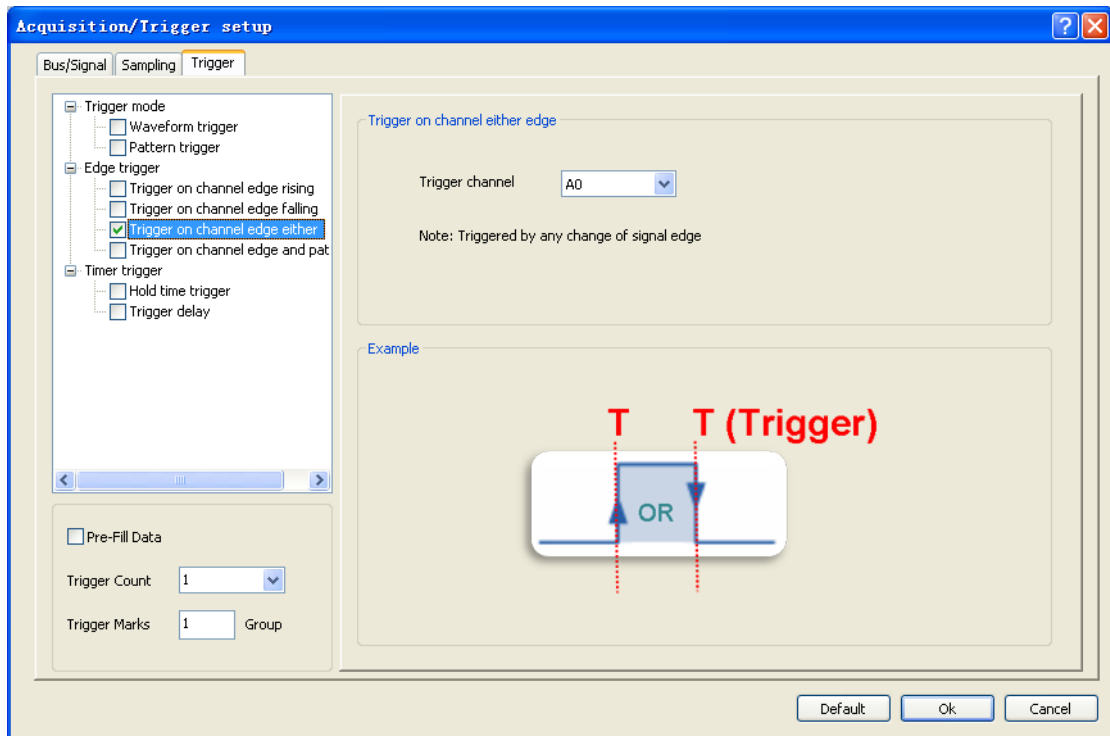 Acquisition/Trigger setup
Bus/Signal Sampling Trigger
Trigger mode
Waveform trigger
Pattern trigger
Edge trigger
Trigger on channel edge rising
Trigger on channel edge falling
Trigger on channel edge either
Trigger on channel edge and pat
Timer trigger
Hold time trigger
Trigger delay
Pre-Fill Data
Trigger Count 1
Trigger Marks 1 Group
Trigger on channel either edge
Trigger channel A0
Note: Triggered by any change of signal edge
Example
T T (Trigger)
OR
Default Ok Cancel